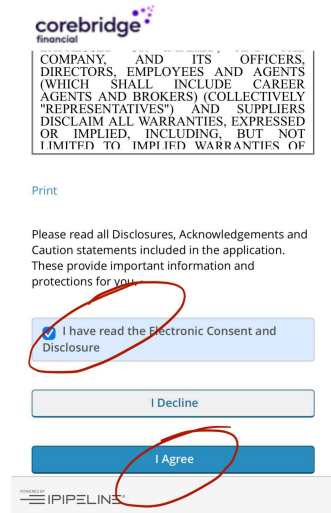 corebridge
financial
COMPANY, AND ITS OFFICERS,
DIRECTORS, EMPLOYEES AND AGENTS
(WHICH SHALL INCLUDE CAREER
AGENTS AND BROKERS) (COLLECTIVELY
"REPRESENTATIVES") AND SUPPLIERS
DISCLAIM ALL WARRANTIES, EXPRESSED
OR IMPLIED, INCLUDING, BUT NOT
LIMITED TO IMPLIED WARRANTIES OF
Print
Please read all Disclosures, Acknowledgements and
Caution statements included in the application.
These provide important information and
protections for you.
I have read the Electronic Consent and
Disclosure
I Decline
I Agree
POWERED BY
IPIPELINE